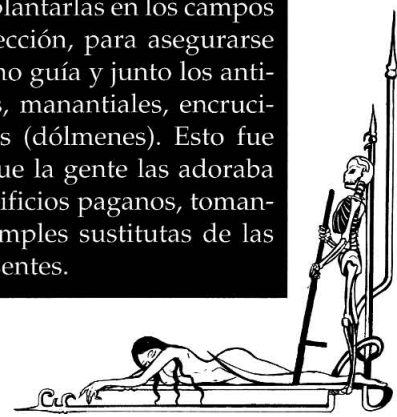 plantarlas en los campos
ección, para asegurarse
no guía y junto los anti-
s, manantiales, encruci-
s (dólmenes). Esto fue
ue la gente las adoraba
ificios paganos, toman-
mples sustitutas de las
entes.